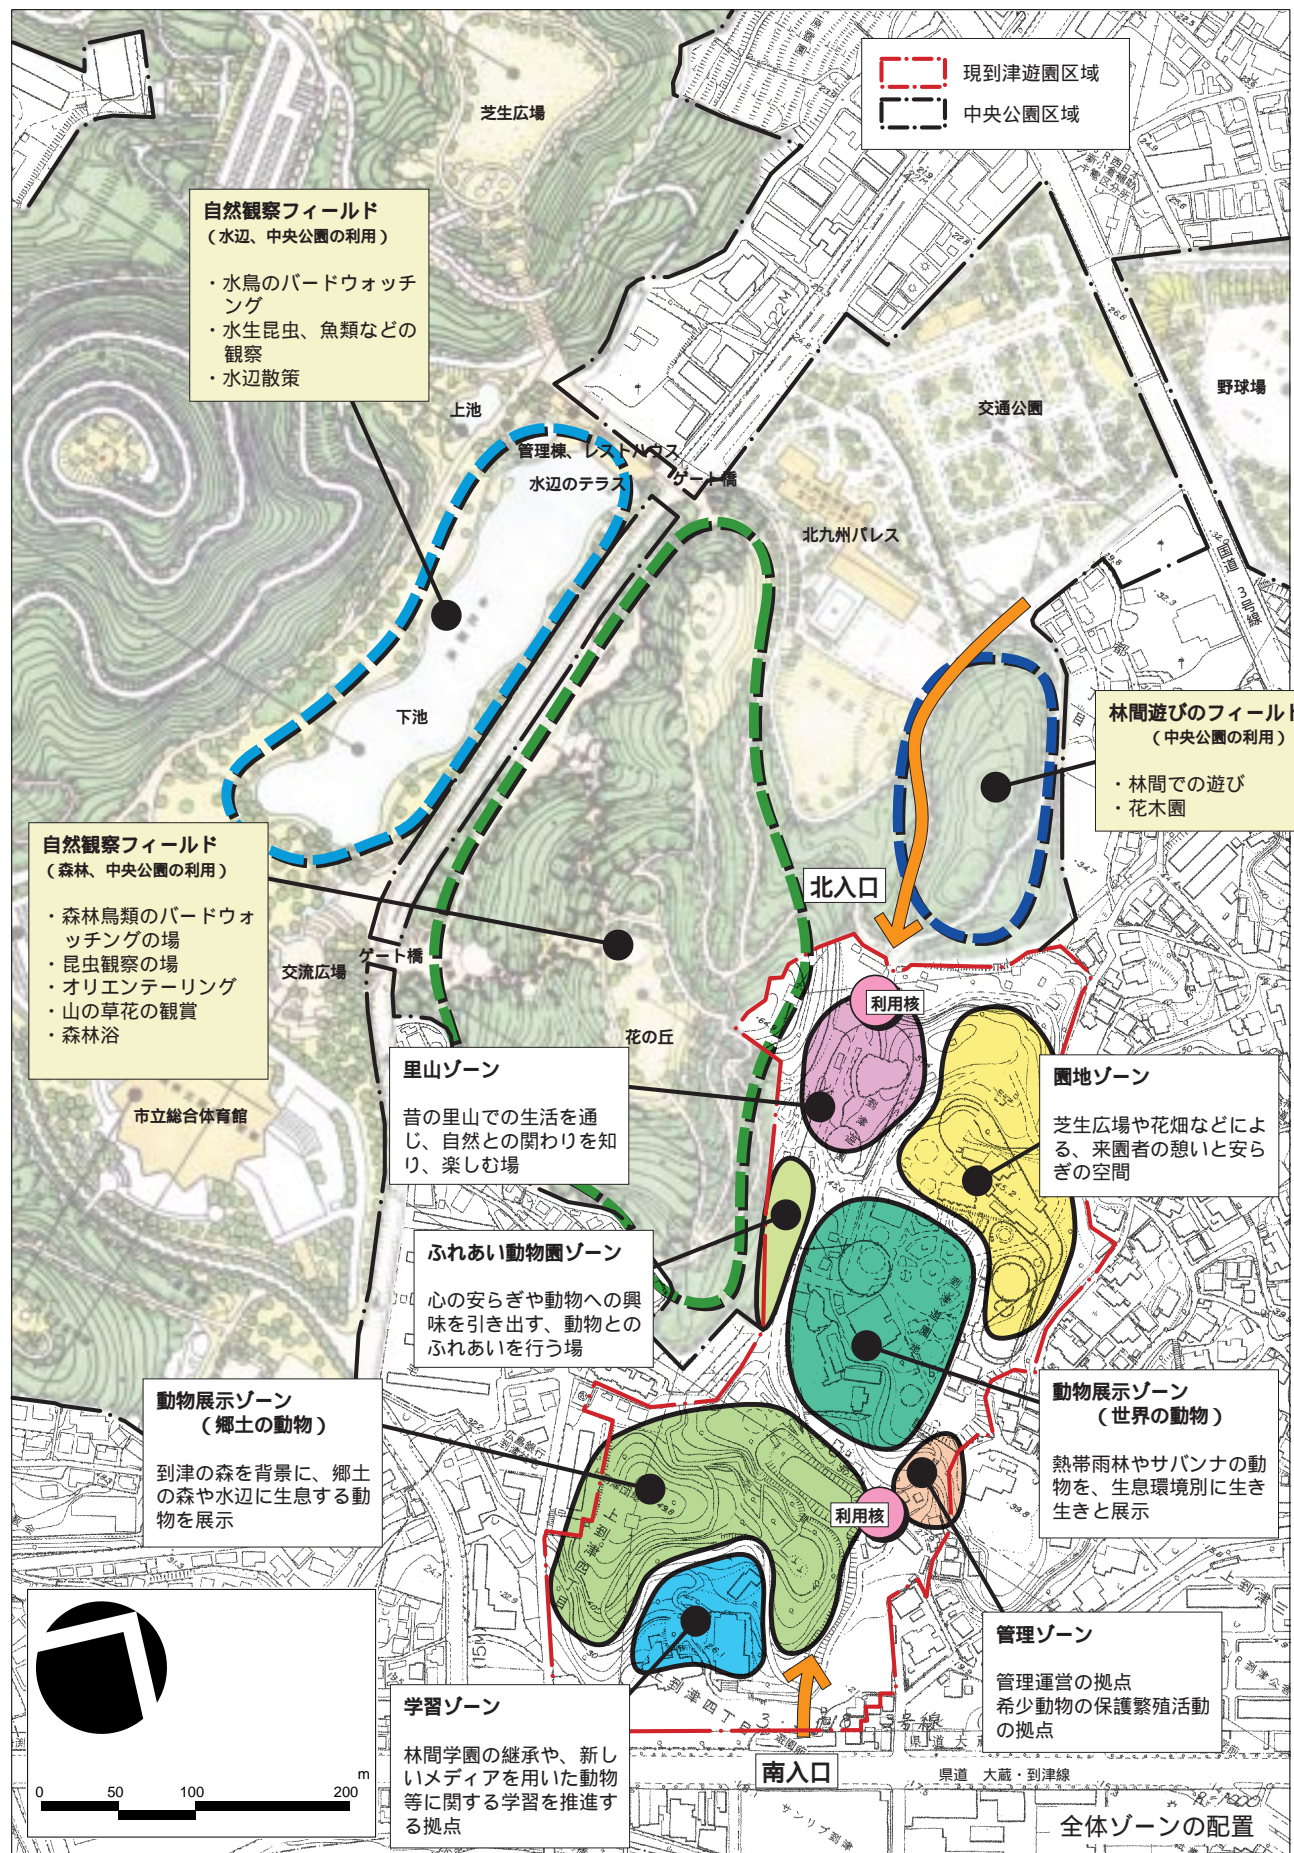 現到津遊園区域
中央公園区域
芝生広場
自然観察フィールド
（水辺、中央公園の利用）
・水鳥のバードウォッチ
ング
・水生昆虫、魚類などの
観察
・水辺散策
上池
管理棟、レストハウス
水辺のテラス
ゲート橋
交通公園
野球場
北九州パレス
下池
林間遊びのフィールド
（中央公園の利用）
・林間での遊び
・花木園
自然観察フィールド
（森林、中央公園の利用）
・森林鳥類のバードウォ
ッチングの場
・昆虫観察の場
・オリエンテーリング
・山の草花の観賞
・森林浴
北入口
交流広場
ゲート橋
利用核
花の丘
里山ゾーン
昔の里山での生活を通
じ、自然との関わりを知
り、楽しむ場
園地ゾーン
芝生広場や花畑などによ
る、来園者の憩いと安ら
ぎの空間
市立総合体育館
ふれあい動物園ゾーン
心の安らぎや動物への興
味を引き出す、動物との
ふれあいを行う場
動物展示ゾーン
（郷土の動物）
到津の森を背景に、郷土
の森や水辺に生息する動
物を展示
動物展示ゾーン
（世界の動物）
熱帯雨林やサバンナの動
物を、生息環境別に生き
生きと展示
利用核
管理ゾーン
管理運営の拠点
希少動物の保護繁殖活動
の拠点
学習ゾーン
林間学園の継承や、新し
いメディアを用いた動物
等に関する学習を推進す
る拠点
上到津四丁目
南入口
県道 大蔵・到津線
サンリブ到津
m
0 50 100 200
全体ゾーンの配置